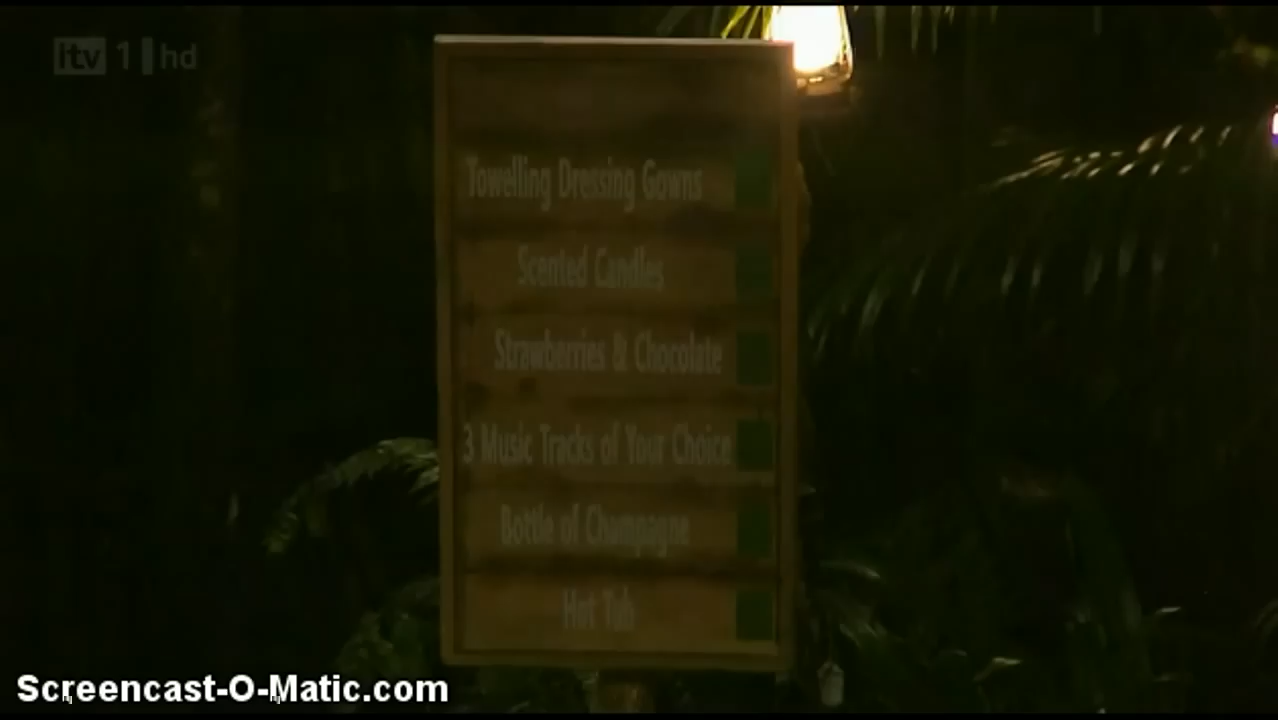 itv 1 hd
Towelling Dressing Gowns
Scented Candles
Strawberries & Chocolate
3 Music Tracks of Your Choice
Bottle of Champagne
Hot Tub
Screencast-O-Matic.com